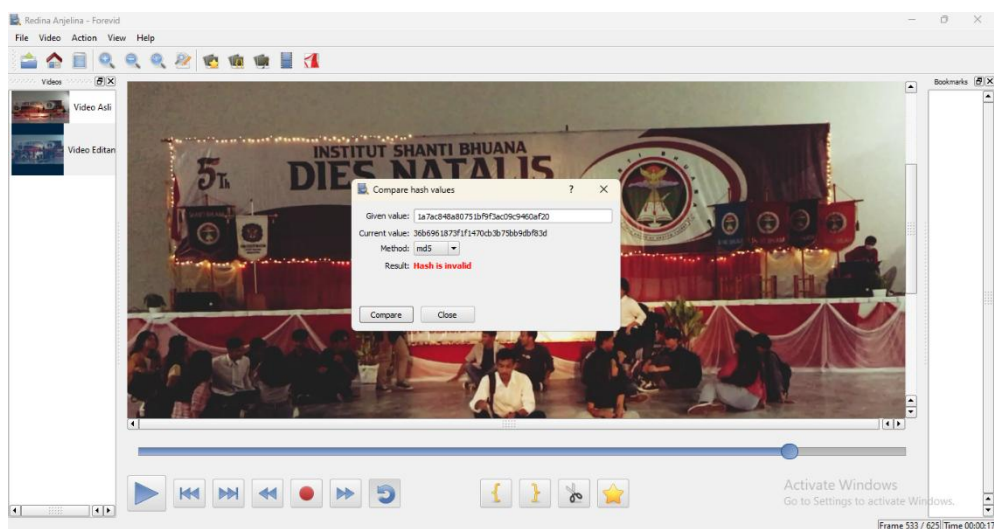 Redina Anjelina - Forevid
File Video Action View Help
Videos
Bookmarks
Video Asli
Video Editan
5TH
INSTITUT SHANTI BHUANA
DIES NATALIS
Compare hash values
Given value: 1a7ac848a80751bf9f3ac09c9460af20
Current value: 36b6961873f1f1470cb3b75bb9dbf83d
Method: md5
Result: Hash is invalid
Compare Close
Activate Windows
Go to Settings to activate Windows.
Frame 533 / 625 Time 00:00:17